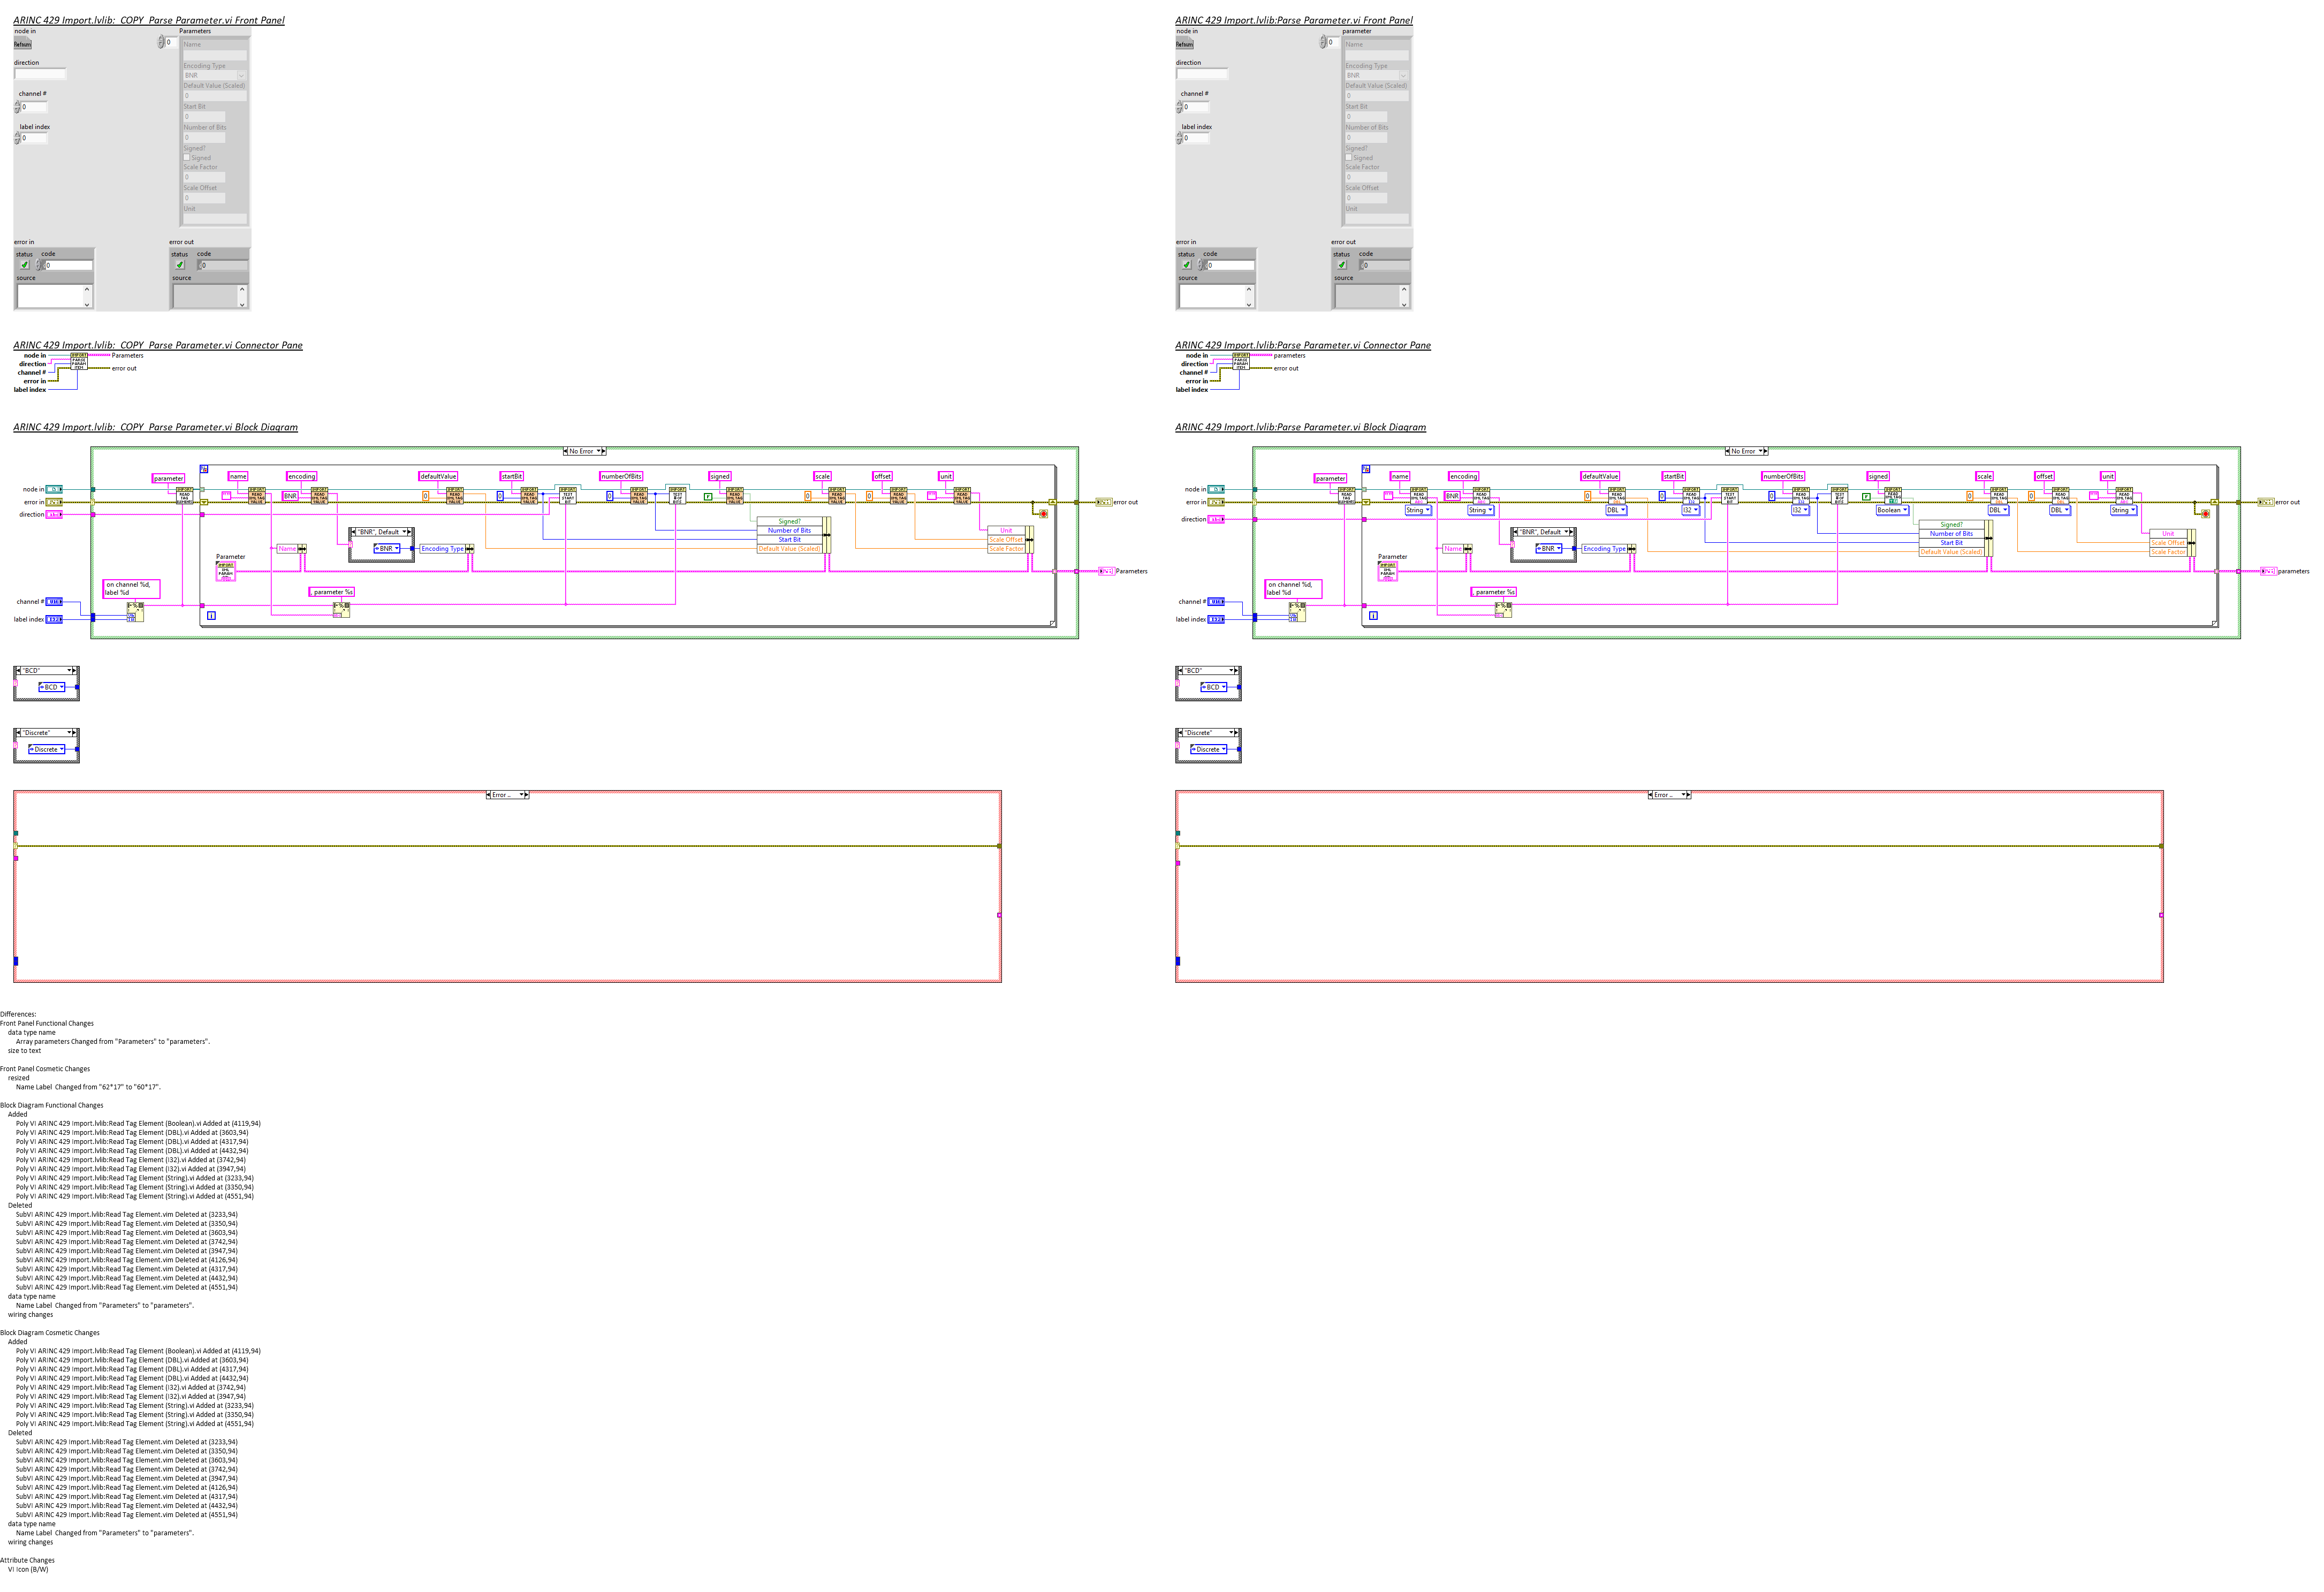 ARINC 429 Import.lvlib:_COPY_Parse Parameter.vi Front Panel
node in
Refnum
direction
channel #
0
label index
0
0
Parameters
Name
Encoding Type
BNR
Default Value (Scaled)
0
Start Bit
0
Number of Bits
0
Signed?
Signed
Scale Factor
0
Scale Offset
0
Unit
error in
status code
0
source
error out
status code
0
source
ARINC 429 Import.lvlib:Parse Parameter.vi Front Panel
node in
Refnum
direction
channel #
0
label index
0
0
parameter
Name
Encoding Type
BNR
Default Value (Scaled)
0
Start Bit
0
Number of Bits
0
Signed?
Signed
Scale Factor
0
Scale Offset
0
Unit
error in
status code
0
source
error out
status code
0
source
ARINC 429 Import.lvlib:_COPY_Parse Parameter.vi Connector Pane
node in
direction
channel #
error in
label index
Parameters
error out
ARINC 429 Import.lvlib:Parse Parameter.vi Connector Pane
node in
direction
channel #
error in
label index
parameters
error out
ARINC 429 Import.lvlib:_COPY_Parse Parameter.vi Block Diagram
No Error
parameter
name
encoding
defaultValue
startBit
numberOfBits
signed
scale
offset
unit
node in
error in
direction
BNR
0
0
0
F
0
0
error out
"BNR", Default
BNR
Encoding Type
Name
Parameter
Signed?
Number of Bits
Start Bit
Default Value (Scaled)
Unit
Scale Offset
Scale Factor
Parameters
on channel %d,
label %d
, parameter %s
channel #
label index
i
"BCD"
BCD
"Discrete"
Discrete
Error
ARINC 429 Import.lvlib:Parse Parameter.vi Block Diagram
No Error
parameter
name
encoding
defaultValue
startBit
numberOfBits
signed
scale
offset
unit
node in
error in
direction
BNR
0
0
0
F
0
0
String
String
DBL
I32
I32
Boolean
DBL
DBL
String
error out
"BNR", Default
BNR
Encoding Type
Name
Parameter
Signed?
Number of Bits
Start Bit
Default Value (Scaled)
Unit
Scale Offset
Scale Factor
parameters
on channel %d,
label %d
, parameter %s
channel #
label index
i
"BCD"
BCD
"Discrete"
Discrete
Error
Differences:
Front Panel Functional Changes
data type name
Array parameters Changed from "Parameters" to "parameters".
size to text
Front Panel Cosmetic Changes
resized
Name Label Changed from "62*17" to "60*17".
Block Diagram Functional Changes
Added
Poly VI ARINC 429 Import.lvlib:Read Tag Element (Boolean).vi Added at (4119,94)
Poly VI ARINC 429 Import.lvlib:Read Tag Element (DBL).vi Added at (3603,94)
Poly VI ARINC 429 Import.lvlib:Read Tag Element (DBL).vi Added at (4317,94)
Poly VI ARINC 429 Import.lvlib:Read Tag Element (DBL).vi Added at (4432,94)
Poly VI ARINC 429 Import.lvlib:Read Tag Element (I32).vi Added at (3742,94)
Poly VI ARINC 429 Import.lvlib:Read Tag Element (I32).vi Added at (3947,94)
Poly VI ARINC 429 Import.lvlib:Read Tag Element (String).vi Added at (3233,94)
Poly VI ARINC 429 Import.lvlib:Read Tag Element (String).vi Added at (3350,94)
Poly VI ARINC 429 Import.lvlib:Read Tag Element (String).vi Added at (4551,94)
Deleted
SubVI ARINC 429 Import.lvlib:Read Tag Element.vim Deleted at (3233,94)
SubVI ARINC 429 Import.lvlib:Read Tag Element.vim Deleted at (3350,94)
SubVI ARINC 429 Import.lvlib:Read Tag Element.vim Deleted at (3603,94)
SubVI ARINC 429 Import.lvlib:Read Tag Element.vim Deleted at (3742,94)
SubVI ARINC 429 Import.lvlib:Read Tag Element.vim Deleted at (3947,94)
SubVI ARINC 429 Import.lvlib:Read Tag Element.vim Deleted at (4126,94)
SubVI ARINC 429 Import.lvlib:Read Tag Element.vim Deleted at (4317,94)
SubVI ARINC 429 Import.lvlib:Read Tag Element.vim Deleted at (4432,94)
SubVI ARINC 429 Import.lvlib:Read Tag Element.vim Deleted at (4551,94)
data type name
Name Label Changed from "Parameters" to "parameters".
wiring changes
Block Diagram Cosmetic Changes
Added
Poly VI ARINC 429 Import.lvlib:Read Tag Element (Boolean).vi Added at (4119,94)
Poly VI ARINC 429 Import.lvlib:Read Tag Element (DBL).vi Added at (3603,94)
Poly VI ARINC 429 Import.lvlib:Read Tag Element (DBL).vi Added at (4317,94)
Poly VI ARINC 429 Import.lvlib:Read Tag Element (DBL).vi Added at (4432,94)
Poly VI ARINC 429 Import.lvlib:Read Tag Element (I32).vi Added at (3742,94)
Poly VI ARINC 429 Import.lvlib:Read Tag Element (I32).vi Added at (3947,94)
Poly VI ARINC 429 Import.lvlib:Read Tag Element (String).vi Added at (3233,94)
Poly VI ARINC 429 Import.lvlib:Read Tag Element (String).vi Added at (3350,94)
Poly VI ARINC 429 Import.lvlib:Read Tag Element (String).vi Added at (4551,94)
Deleted
SubVI ARINC 429 Import.lvlib:Read Tag Element.vim Deleted at (3233,94)
SubVI ARINC 429 Import.lvlib:Read Tag Element.vim Deleted at (3350,94)
SubVI ARINC 429 Import.lvlib:Read Tag Element.vim Deleted at (3603,94)
SubVI ARINC 429 Import.lvlib:Read Tag Element.vim Deleted at (3742,94)
SubVI ARINC 429 Import.lvlib:Read Tag Element.vim Deleted at (3947,94)
SubVI ARINC 429 Import.lvlib:Read Tag Element.vim Deleted at (4126,94)
SubVI ARINC 429 Import.lvlib:Read Tag Element.vim Deleted at (4317,94)
SubVI ARINC 429 Import.lvlib:Read Tag Element.vim Deleted at (4432,94)
SubVI ARINC 429 Import.lvlib:Read Tag Element.vim Deleted at (4551,94)
data type name
Name Label Changed from "Parameters" to "parameters".
wiring changes
Attribute Changes
VI Icon (B/W)